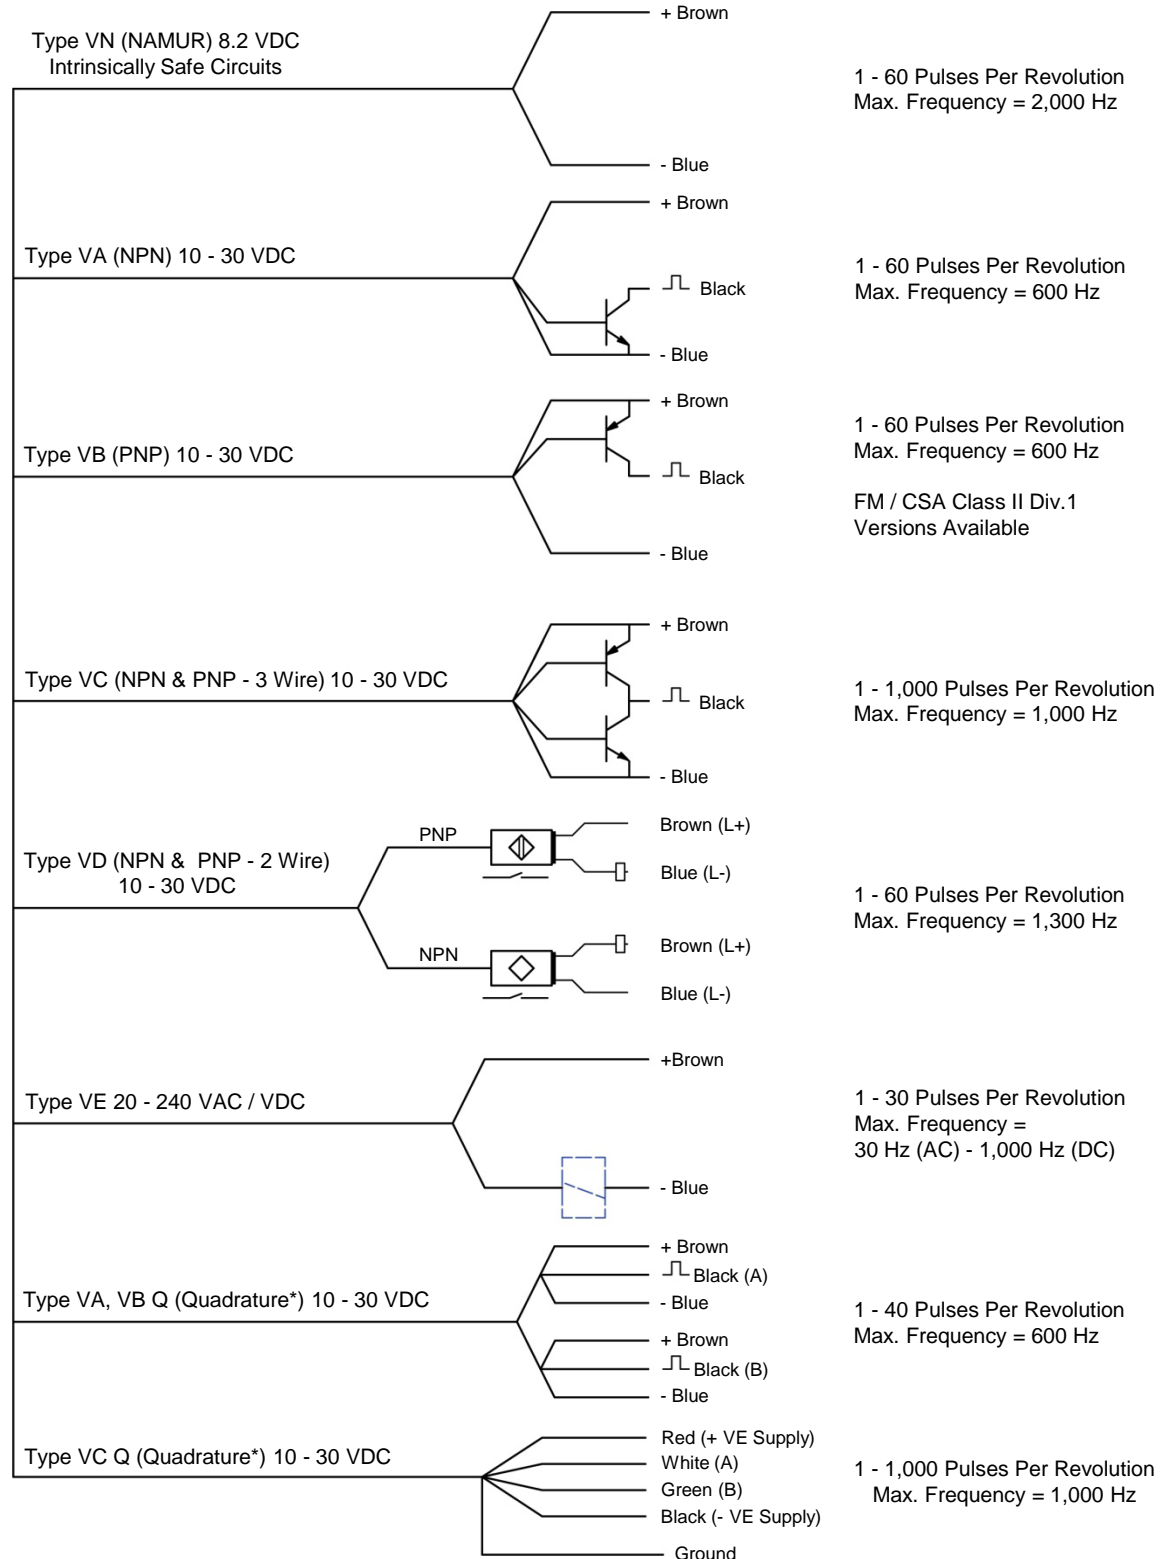 Type VN (NAMUR) 8.2 VDC
Intrinsically Safe Circuits
+ Brown
- Blue
1 - 60 Pulses Per Revolution
Max. Frequency = 2,000 Hz
Type VA (NPN) 10 - 30 VDC
+ Brown
Black
- Blue
1 - 60 Pulses Per Revolution
Max. Frequency = 600 Hz
Type VB (PNP) 10 - 30 VDC
+ Brown
Black
- Blue
1 - 60 Pulses Per Revolution
Max. Frequency = 600 Hz
FM / CSA Class II Div.1
Versions Available
Type VC (NPN & PNP - 3 Wire) 10 - 30 VDC
+ Brown
Black
- Blue
1 - 1,000 Pulses Per Revolution
Max. Frequency = 1,000 Hz
Type VD (NPN & PNP - 2 Wire)
10 - 30 VDC
PNP
Brown (L+)
Blue (L-)
NPN
Brown (L+)
Blue (L-)
1 - 60 Pulses Per Revolution
Max. Frequency = 1,300 Hz
Type VE 20 - 240 VAC / VDC
+Brown
- Blue
1 - 30 Pulses Per Revolution
Max. Frequency =
30 Hz (AC) - 1,000 Hz (DC)
Type VA, VB Q (Quadrature*) 10 - 30 VDC
+ Brown
Black (A)
- Blue
+ Brown
Black (B)
- Blue
1 - 40 Pulses Per Revolution
Max. Frequency = 600 Hz
Type VC Q (Quadrature*) 10 - 30 VDC
Red (+ VE Supply)
White (A)
Green (B)
Black (- VE Supply)
Ground
1 - 1,000 Pulses Per Revolution
Max. Frequency = 1,000 Hz